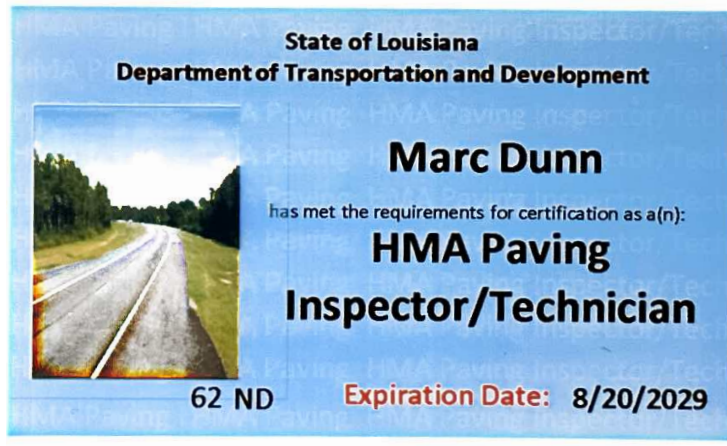 State of Louisiana
Department of Transportation and Development
Marc Dunn
has met the requirements for certification as a(n):
HMA Paving
Inspector/Technician
62 ND
Expiration Date: 8/20/2029